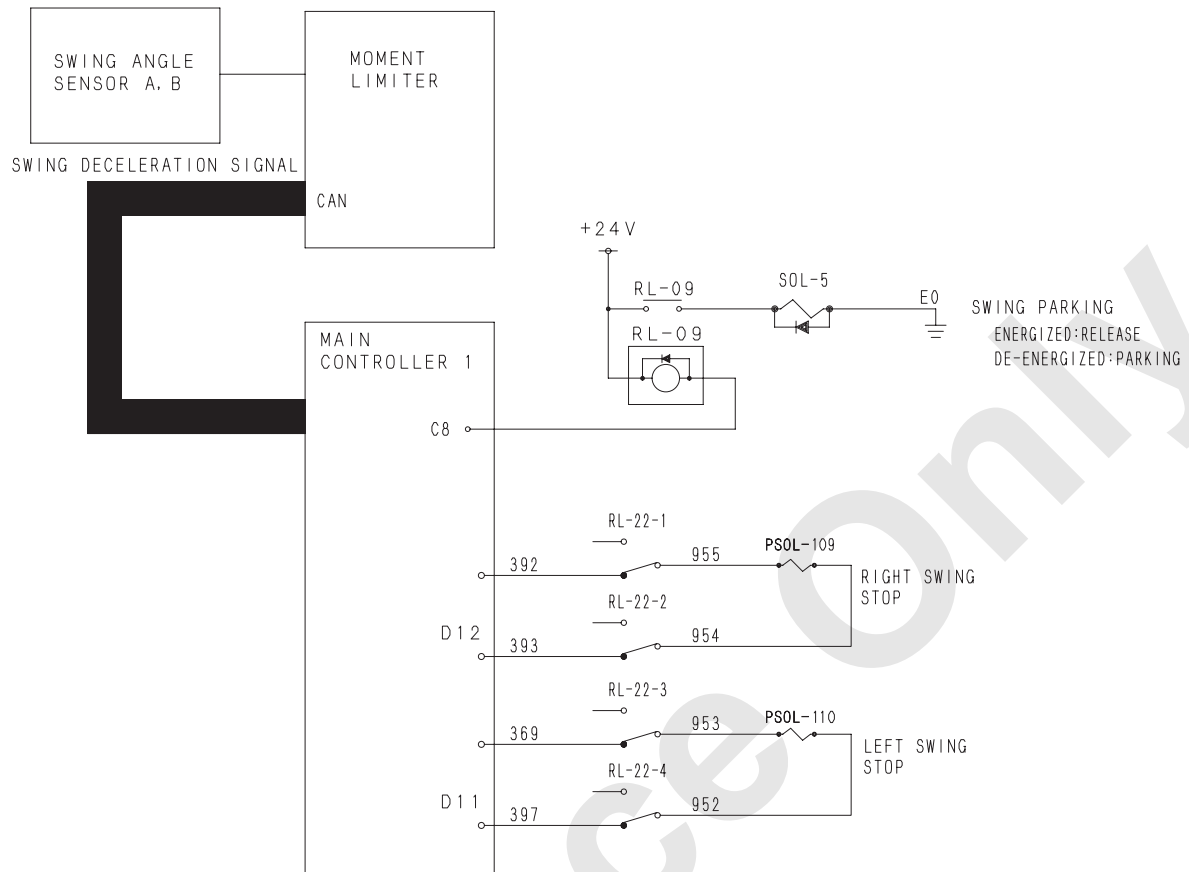 SWING ANGLE
SENSOR A, B
MOMENT
LIMITER
SWING DECELERATION SIGNAL
CAN
+24V
RL-09
SOL-5
E0
SWING PARKING
ENERGIZED:RELEASE
DE-ENERGIZED:PARKING
RL-09
MAIN
CONTROLLER 1
C8
RL-22-1
392
955
PSOL-109
RIGHT SWING
STOP
RL-22-2
D12
393
954
RL-22-3
369
953
PSOL-110
LEFT SWING
STOP
RL-22-4
D11
397
952
ce Only